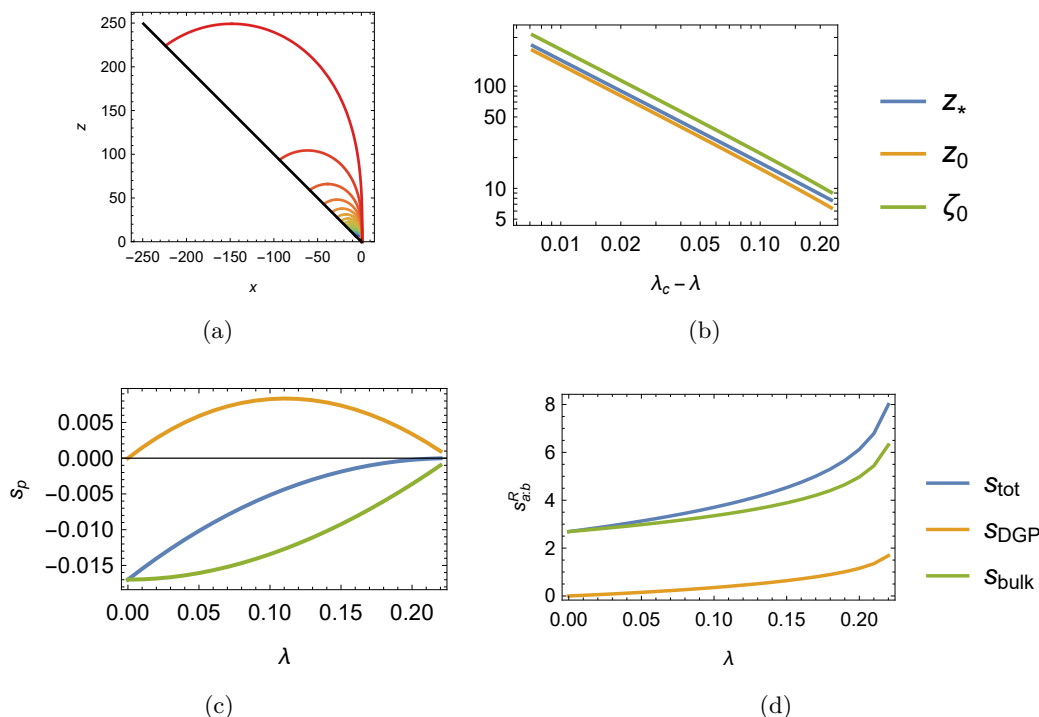 250
200
150
100
50
0
z
−250 −200 −150 −100 −50 0
x
(a)
100
50
10
5
0.01 0.02 0.05 0.10 0.20
λc − λ
z*
z0
ζ0
(b)
0.005
0.000
−0.005
−0.010
−0.015
sp
0.00 0.05 0.10 0.15 0.20
λ
(c)
8
6
4
2
0
s^R_a:b
0.00 0.05 0.10 0.15 0.20
λ
stot
sDGP
sbulk
(d)